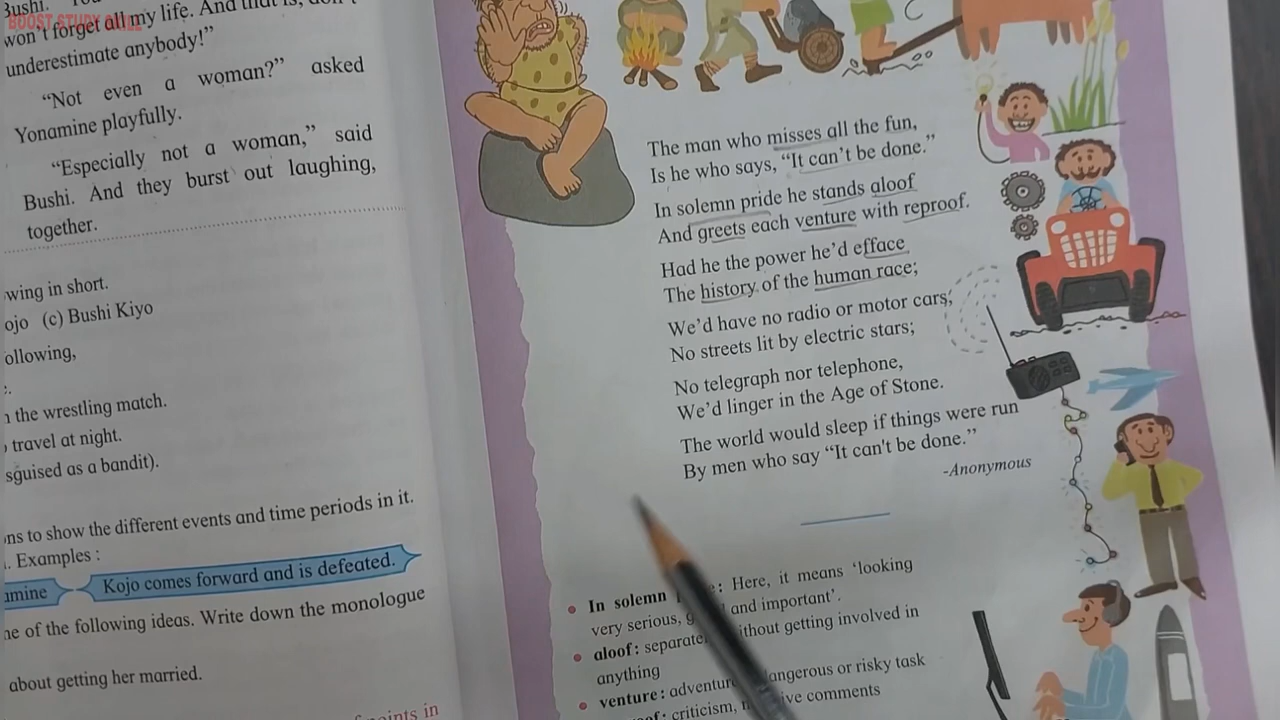 BOOST STUDY
Bushi.
won't forget all my life. And that is, don't
underestimate anybody!"
"Not even a woman?" asked
Yonamine playfully.
"Especially not a woman," said
Bushi. And they burst out laughing,
together.
wing in short.
ojo (c) Bushi Kiyo
ollowing,
the wrestling match.
travel at night.
sguised as a bandit).
ns to show the different events and time periods in it.
. Examples :
amine Kojo comes forward and is defeated.
ne of the following ideas. Write down the monologue
about getting her married.
points in
The man who misses all the fun,
Is he who says, "It can't be done."
In solemn pride he stands aloof
And greets each venture with reproof.
Had he the power he'd efface
The history of the human race;
We'd have no radio or motor cars,
No streets lit by electric stars;
No telegraph nor telephone,
We'd linger in the Age of Stone.
The world would sleep if things were run
By men who say "It can't be done."
-Anonymous
In solemn : Here, it means 'looking
very serious, and important'.
aloof : separate, without getting involved in
anything
venture : adventure, dangerous or risky task
criticism, comments